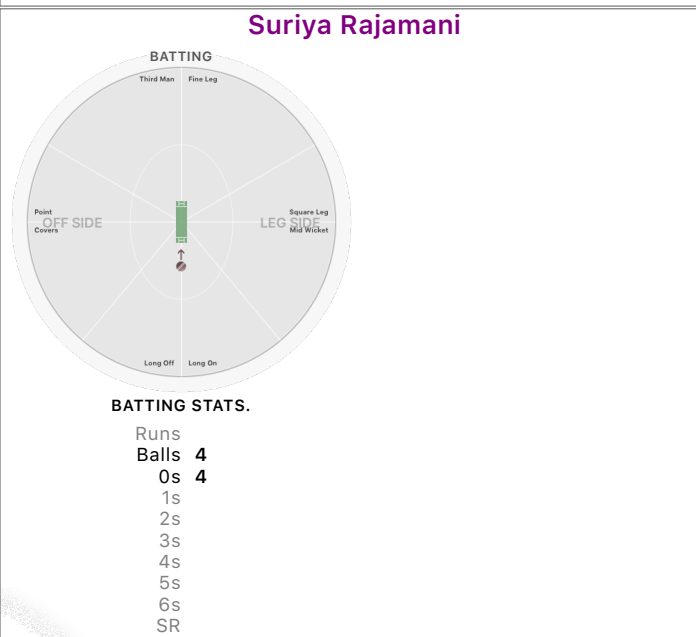 Suriya Rajamani
BATTING
Third Man Fine Leg
Point Square Leg
OFF SIDE LEG SIDE
Covers Mid Wicket
Long Off Long On
BATTING STATS.
Runs
Balls 4
0s 4
1s
2s
3s
4s
5s
6s
SR